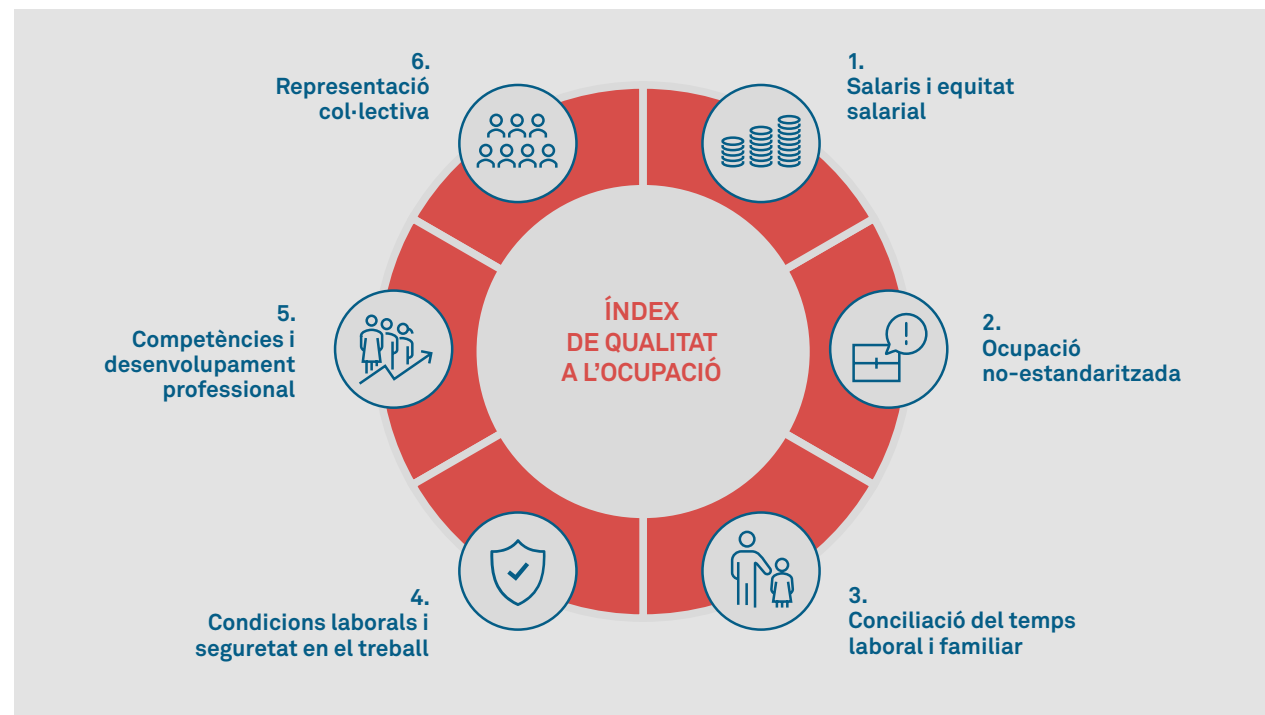 ÍNDEX
DE QUALITAT
A L'OCUPACIÓ
1.
Salaris i equitat
salarial
2.
Ocupació
no-estandaritzada
3.
Conciliació del temps
laboral i familiar
4.
Condicions laborals i
seguretat en el treball
5.
Competències i
desenvolupament
professional
6.
Representació
col·lectiva